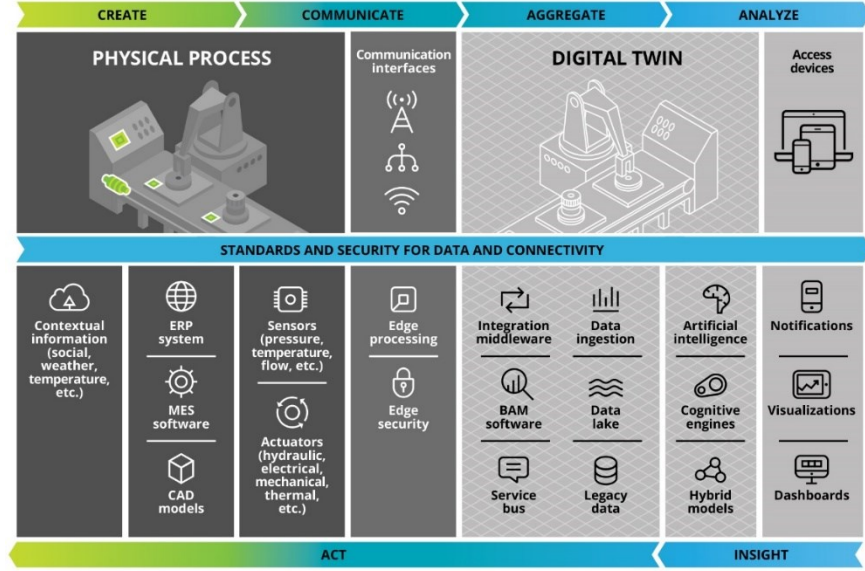 CREATE
COMMUNICATE
AGGREGATE
ANALYZE
PHYSICAL PROCESS
Communication
interfaces
DIGITAL TWIN
Access
devices
STANDARDS AND SECURITY FOR DATA AND CONNECTIVITY
Contextual
information
(social,
weather,
temperature,
etc.)
ERP
system
MES
software
CAD
models
Sensors
(pressure,
temperature,
flow, etc.)
Actuators
(hydraulic,
electrical,
mechanical,
thermal,
etc.)
Edge
processing
Edge
security
Integration
middleware
BAM
software
Service
bus
Data
ingestion
Data
lake
Legacy
data
Artificial
intelligence
Cognitive
engines
Hybrid
models
Notifications
Visualizations
Dashboards
ACT
INSIGHT